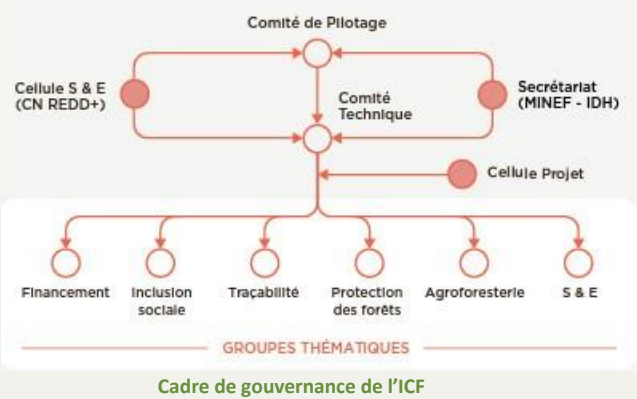 Comité de Pilotage
Cellule S & E
(CN REDD+)
Secrétariat
(MINEF - IDH)
Comité
Technique
Cellule Projet
Financement
Inclusion
sociale
Traçabilité
Protection
des forêts
Agroforesterie
S & E
GROUPES THÉMATIQUES
Cadre de gouvernance de l'ICF